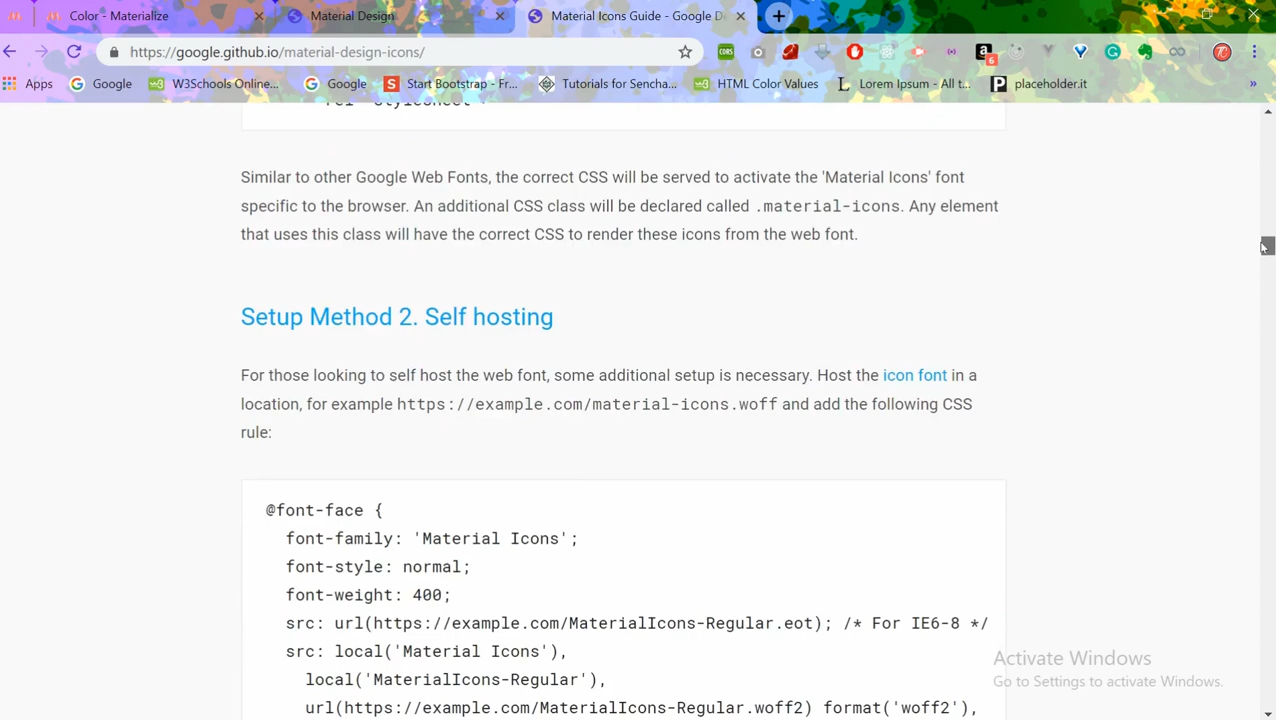 Color - Materialize
Material Design
Material Icons Guide - Google D
https://google.github.io/material-design-icons/
CORS
6
Apps
Google
W3Schools Online...
Google
Start Bootstrap - Fr...
Tutorials for Sencha...
HTML Color Values
Lorem Ipsum - All t...
placeholder.it
»
Similar to other Google Web Fonts, the correct CSS will be served to activate the 'Material Icons' font
specific to the browser. An additional CSS class will be declared called .material-icons. Any element
that uses this class will have the correct CSS to render these icons from the web font.
Setup Method 2. Self hosting
For those looking to self host the web font, some additional setup is necessary. Host the icon font in a
location, for example https://example.com/material-icons.woff and add the following CSS
rule:
@font-face {
font-family: 'Material Icons';
font-style: normal;
font-weight: 400;
src: url(https://example.com/MaterialIcons-Regular.eot); /* For IE6-8 */
src: local('Material Icons'),
local('MaterialIcons-Regular'),
url(https://example.com/MaterialIcons-Regular.woff2) format('woff2'),
Activate Windows
Go to Settings to activate Windows.